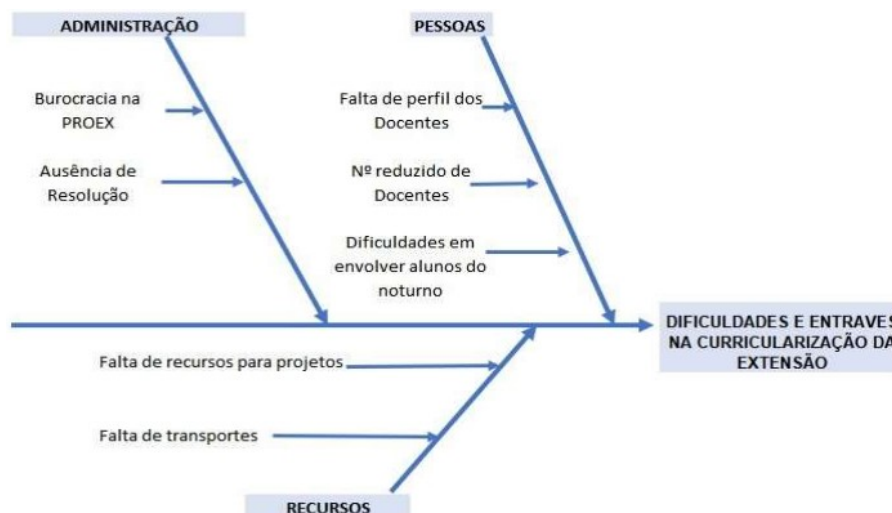 ADMINISTRAÇÃO
PESSOAS
Burocracia na
PROEX
Ausência de
Resolução
Falta de perfil dos
Docentes
Nº reduzido de
Docentes
Dificuldades em
envolver alunos do
noturno
DIFICULDADES E ENTRAVES
NA CURRICULARIZAÇÃO DA
EXTENSÃO
Falta de recursos para projetos
Falta de transportes
RECURSOS